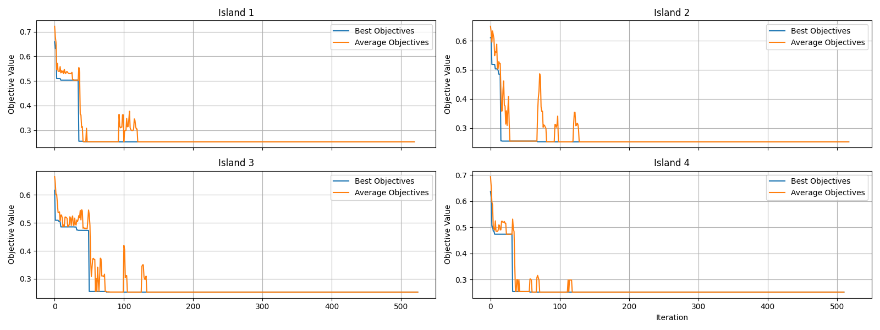 Island 1
Objective Value
0.7
0.6
0.5
0.4
0.3
Best Objectives
Average Objectives
Island 2
Objective Value
0.6
0.5
0.4
0.3
Best Objectives
Average Objectives
Island 3
Objective Value
0.6
0.5
0.4
0.3
0
100
200
300
400
500
Best Objectives
Average Objectives
Island 4
Objective Value
0.7
0.6
0.5
0.4
0.3
0
100
200
300
400
500
Iteration
Best Objectives
Average Objectives